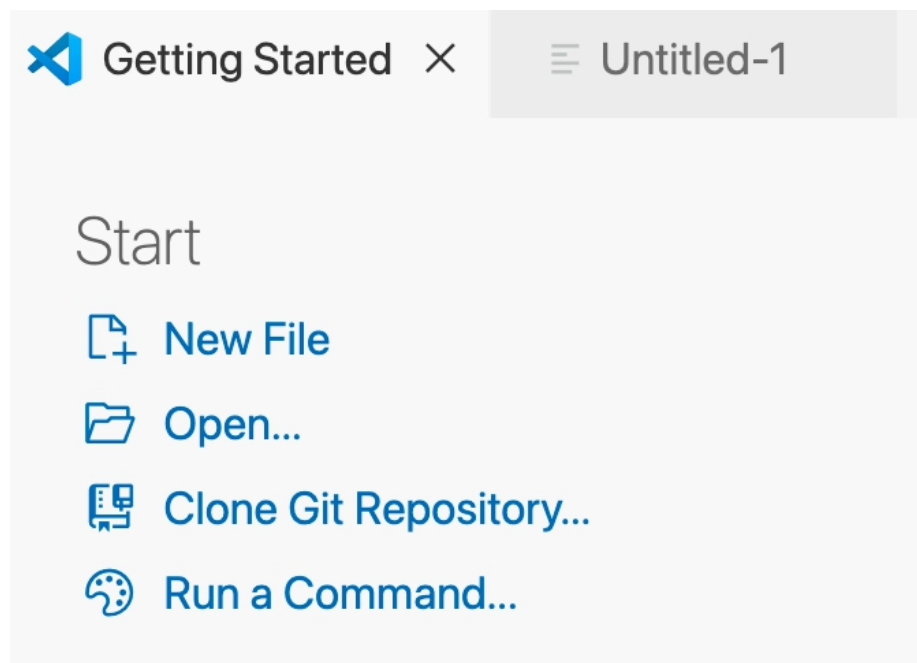 Getting Started Untitled-1
Start
New File
Open...
Clone Git Repository...
Run a Command...